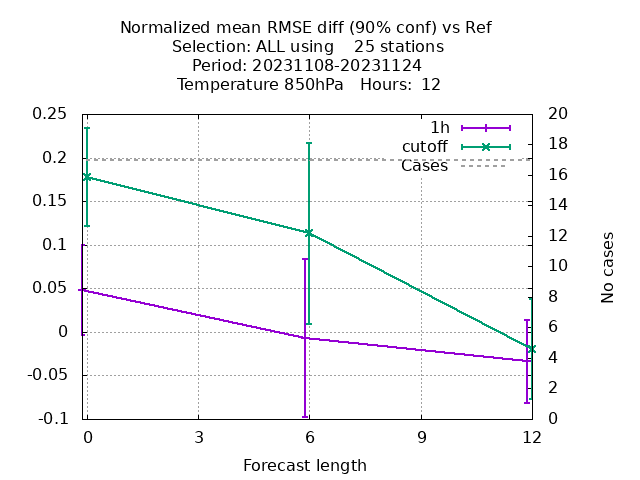 Normalized mean RMSE diff (90% conf) vs Ref
Selection: ALL using    25 stations
Period: 20231108-20231124
Temperature 850hPa   Hours:  12
0.25
0.2
0.15
0.1
0.05
0
-0.05
-0.1
20
18
16
14
12
10
8
6
4
2
0
1h
cutoff
Cases
No cases
0
3
6
9
12
Forecast length